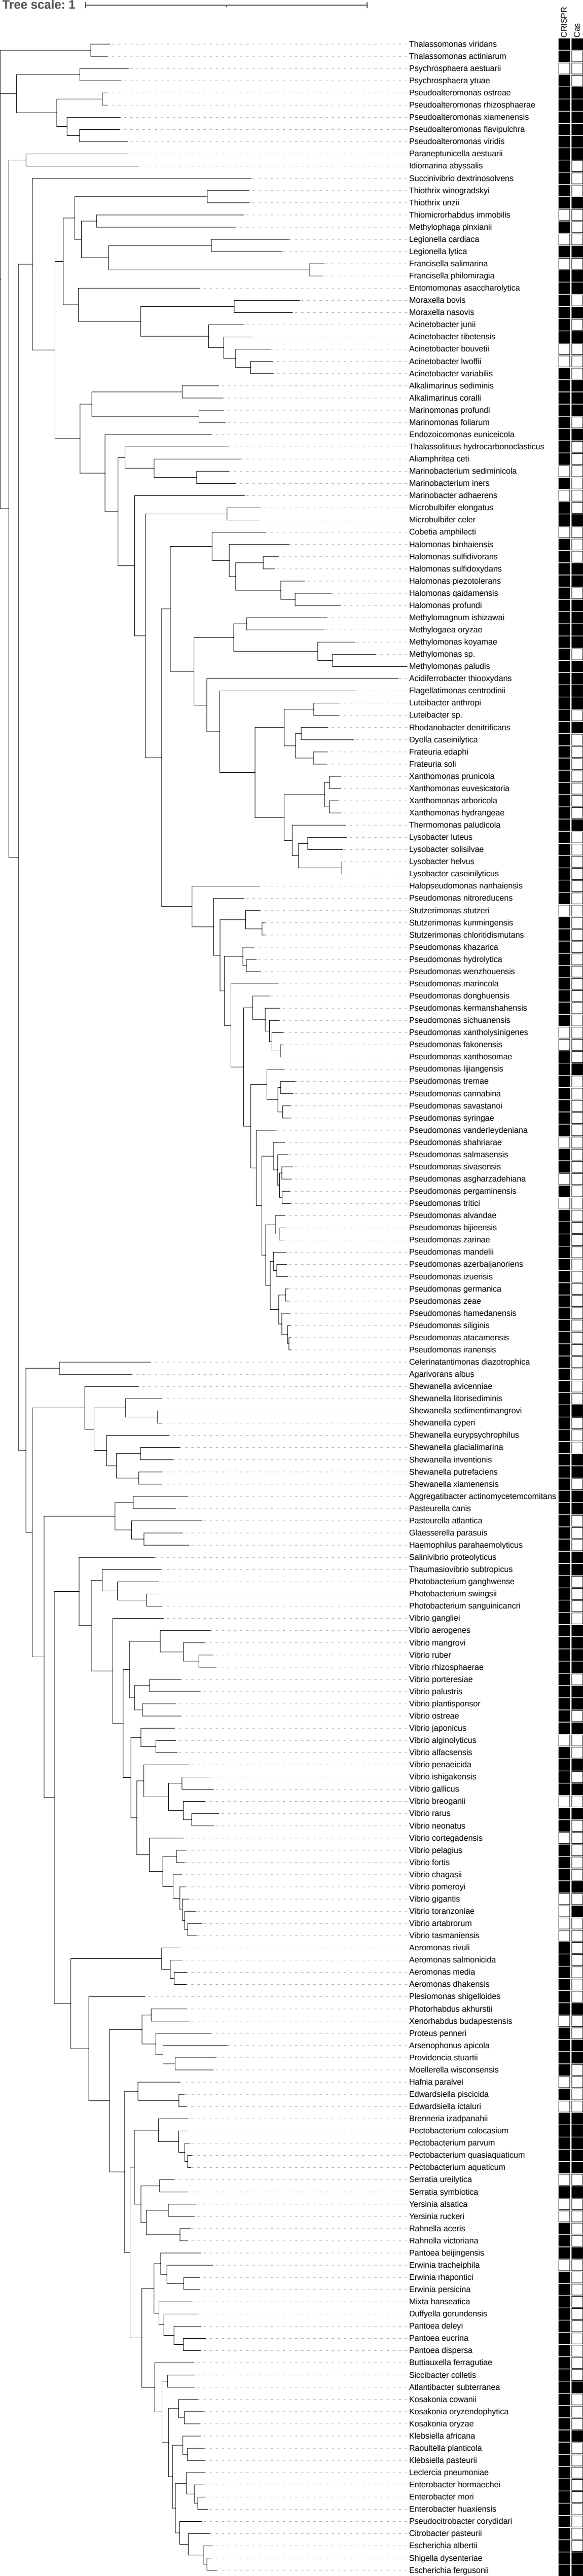 Tree scale: 1
CRISPR
Cas
Thalassomonas viridans
Thalassomonas actiniarum
Psychrosphaera aestuarii
Psychrosphaera ytuae
Pseudoalteromonas ostreae
Pseudoalteromonas rhizosphaerae
Pseudoalteromonas xiamenensis
Pseudoalteromonas flavipulchra
Pseudoalteromonas viridis
Paraneptunicella aestuarii
Idiomarina abyssalis
Succinivibrio dextrinosolvens
Thiothrix winogradskyi
Thiothrix unzii
Thiomicrorhabdus immobilis
Methylophaga pinxianii
Legionella cardiaca
Legionella lytica
Francisella salimarina
Francisella philomiragia
Entomomonas asaccharolytica
Moraxella bovis
Moraxella nasovis
Acinetobacter junii
Acinetobacter tibetensis
Acinetobacter bouvetii
Acinetobacter lwoffii
Acinetobacter variabilis
Alkalimarinus sediminis
Alkalimarinus coralli
Marinomonas profundi
Marinomonas foliarum
Endozoicomonas euniceicola
Thalassolituus hydrocarbonoclasticus
Aliamphritea ceti
Marinobacterium sediminicola
Marinobacterium iners
Marinobacter adhaerens
Microbulbifer elongatus
Microbulbifer celer
Cobetia amphilecti
Halomonas binhaiensis
Halomonas sulfidivorans
Halomonas sulfidoxydans
Halomonas piezotolerans
Halomonas qaidamensis
Halomonas profundi
Methylomagnum ishizawai
Methylogaea oryzae
Methylomonas koyamae
Methylomonas sp.
Methylomonas paludis
Acidiferrobacter thiooxydans
Flagellatimonas centrodinii
Luteibacter anthropi
Luteibacter sp.
Rhodanobacter denitrificans
Dyella caseinilytica
Frateuria edaphi
Frateuria soli
Xanthomonas prunicola
Xanthomonas euvesicatoria
Xanthomonas arboricola
Xanthomonas hydrangeae
Thermomonas paludicola
Lysobacter luteus
Lysobacter solisilvae
Lysobacter helvus
Lysobacter caseinilyticus
Halopseudomonas nanhaiensis
Pseudomonas nitroreducens
Stutzerimonas stutzeri
Stutzerimonas kunmingensis
Stutzerimonas chloritidismutans
Pseudomonas khazarica
Pseudomonas hydrolytica
Pseudomonas wenzhouensis
Pseudomonas marincola
Pseudomonas donghuensis
Pseudomonas kermanshahensis
Pseudomonas sichuanensis
Pseudomonas xantholysinigenes
Pseudomonas fakonensis
Pseudomonas xanthosomae
Pseudomonas lijiangensis
Pseudomonas tremae
Pseudomonas cannabina
Pseudomonas savastanoi
Pseudomonas syringae
Pseudomonas vanderleydeniana
Pseudomonas shahriarae
Pseudomonas salmasensis
Pseudomonas sivasensis
Pseudomonas asgharzadehiana
Pseudomonas pergaminensis
Pseudomonas tritici
Pseudomonas alvandae
Pseudomonas bijieensis
Pseudomonas zarinae
Pseudomonas mandelii
Pseudomonas azerbaijanoriens
Pseudomonas izuensis
Pseudomonas germanica
Pseudomonas zeae
Pseudomonas hamedanensis
Pseudomonas siliginis
Pseudomonas atacamensis
Pseudomonas iranensis
Celerinatantimonas diazotrophica
Agarivorans albus
Shewanella avicenniae
Shewanella litorisediminis
Shewanella sedimentimangrovi
Shewanella cyperi
Shewanella eurypsychrophilus
Shewanella glacialimarina
Shewanella inventionis
Shewanella putrefaciens
Shewanella xiamenensis
Aggregatibacter actinomycetemcomitans
Pasteurella canis
Pasteurella atlantica
Glaesserella parasuis
Haemophilus parahaemolyticus
Salinivibrio proteolyticus
Thaumasiovibrio subtropicus
Photobacterium ganghwense
Photobacterium swingsii
Photobacterium sanguinicancri
Vibrio gangliei
Vibrio aerogenes
Vibrio mangrovi
Vibrio ruber
Vibrio rhizosphaerae
Vibrio porteresiae
Vibrio palustris
Vibrio plantisponsor
Vibrio ostreae
Vibrio japonicus
Vibrio alginolyticus
Vibrio alfacsensis
Vibrio penaeicida
Vibrio ishigakensis
Vibrio gallicus
Vibrio breoganii
Vibrio rarus
Vibrio neonatus
Vibrio cortegadensis
Vibrio pelagius
Vibrio fortis
Vibrio chagasii
Vibrio pomeroyi
Vibrio gigantis
Vibrio toranzoniae
Vibrio artabrorum
Vibrio tasmaniensis
Aeromonas rivuli
Aeromonas salmonicida
Aeromonas media
Aeromonas dhakensis
Plesiomonas shigelloides
Photorhabdus akhurstii
Xenorhabdus budapestensis
Proteus penneri
Arsenophonus apicola
Providencia stuartii
Moellerella wisconsensis
Hafnia paralvei
Edwardsiella piscicida
Edwardsiella ictaluri
Brenneria izadpanahii
Pectobacterium colocasium
Pectobacterium parvum
Pectobacterium quasiaquaticum
Pectobacterium aquaticum
Serratia ureilytica
Serratia symbiotica
Yersinia alsatica
Yersinia ruckeri
Rahnella aceris
Rahnella victoriana
Pantoea beijingensis
Erwinia tracheiphila
Erwinia rhapontici
Erwinia persicina
Mixta hanseatica
Duffyella gerundensis
Pantoea deleyi
Pantoea eucrina
Pantoea dispersa
Buttiauxella ferragutiae
Siccibacter colletis
Atlantibacter subterranea
Kosakonia cowanii
Kosakonia oryzendophytica
Kosakonia oryzae
Klebsiella africana
Raoultella planticola
Klebsiella pasteurii
Leclercia pneumoniae
Enterobacter hormaechei
Enterobacter mori
Enterobacter huaxiensis
Pseudocitrobacter corydidari
Citrobacter pasteurii
Escherichia albertii
Shigella dysenteriae
Escherichia fergusonii